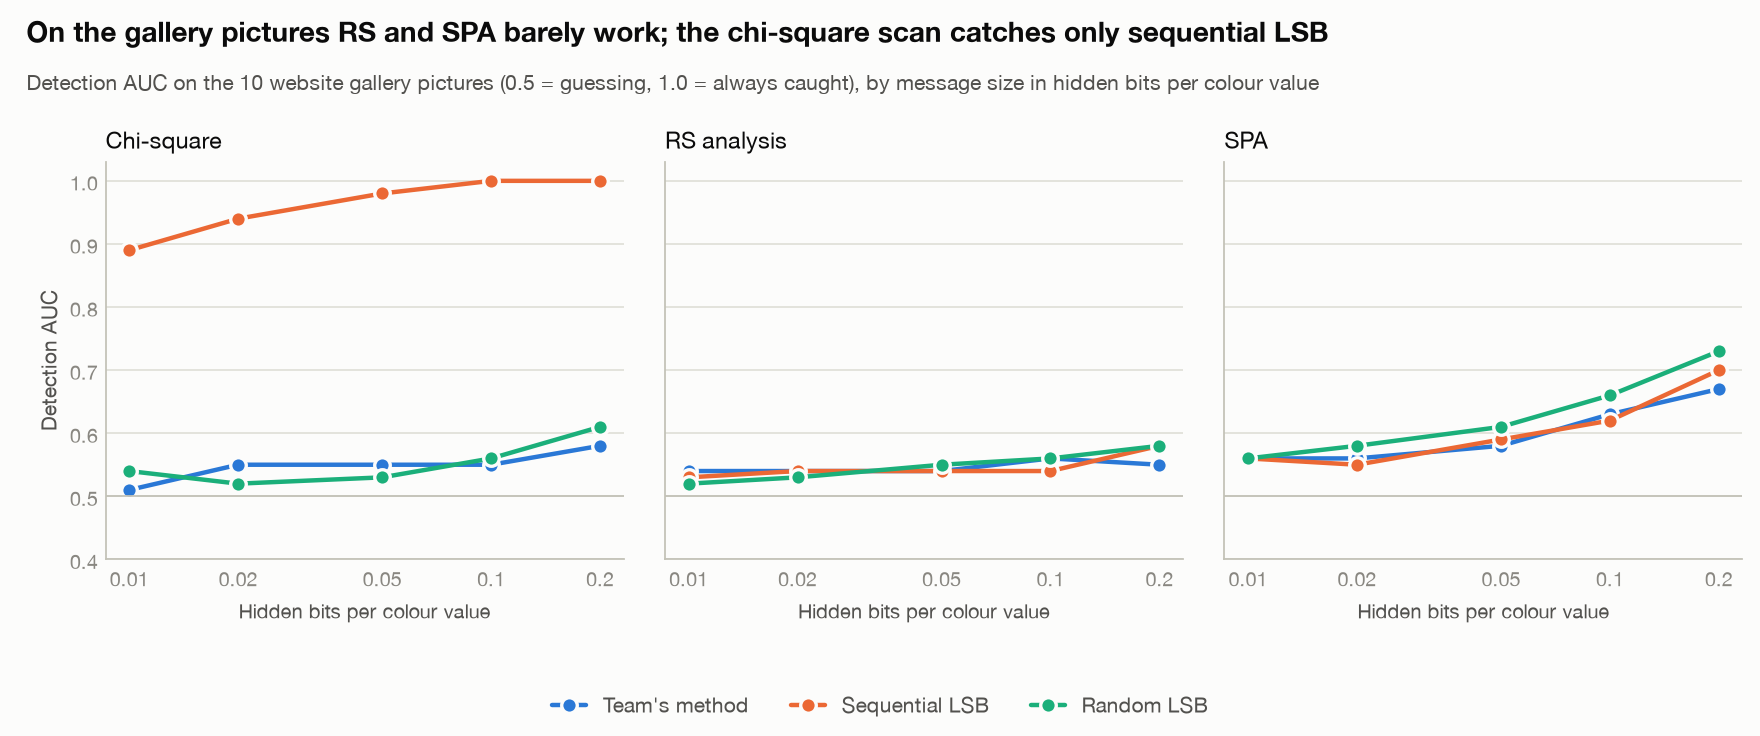 On the gallery pictures RS and SPA barely work; the chi-square scan catches only sequential LSB
Detection AUC on the 10 website gallery pictures (0.5 = guessing, 1.0 = always caught), by message size in hidden bits per colour value
Chi-square
RS analysis
SPA
Detection AUC
1.0
0.9
0.8
0.7
0.6
0.5
0.4
0.01 0.02 0.05 0.1 0.2
0.01 0.02 0.05 0.1 0.2
0.01 0.02 0.05 0.1 0.2
Hidden bits per colour value
Hidden bits per colour value
Hidden bits per colour value
Team's method
Sequential LSB
Random LSB